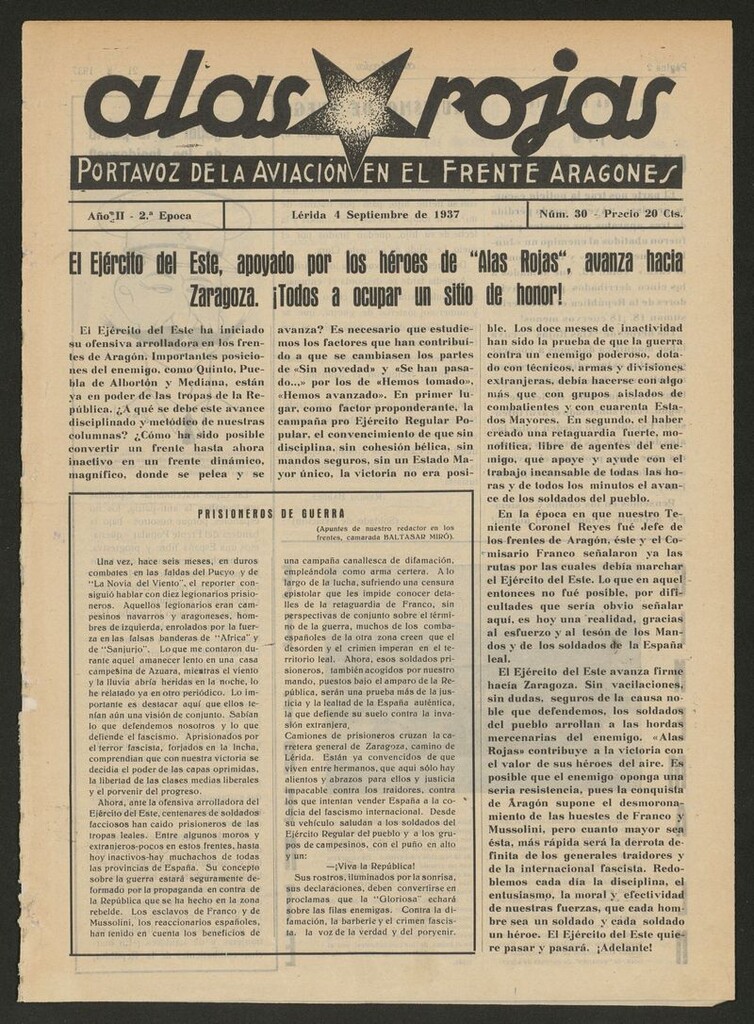 alas rojas
PORTAVOZ DE LA AVIACIÓN EN EL FRENTE ARAGONES
Año II - 2.ª Epoca
Lérida 4 Septiembre de 1937
Núm. 30 - Precio 20 Cts.
El Ejército del Este, apoyado por los héroes de "Alas Rojas", avanza hacia
Zaragoza. ¡Todos a ocupar un sitio de honor!
El Ejército del Este ha iniciado
su ofensiva arrolladora en los fren-
tes de Aragón. Importantes posicio-
nes del enemigo, como Quinto, Pue-
bla de Albortón y Mediana, están
ya en poder de las tropas de la Re-
pública. ¿A qué se debe este avance
disciplinado y metódico de nuestras
columnas? ¿Cómo ha sido posible
convertir un frente hasta ahora
inactivo en un frente dinámico,
magnífico, donde se pelea y se
avanza? Es necesario que estudie-
mos los factores que han contribuí-
do a que se cambiasen los partes
de «Sin novedad» y «Se han pasa-
do...» por los de «Hemos tomado»,
«Hemos avanzado». En primer lu-
gar, como factor proponderante, la
campaña pro Ejército Regular Po-
pular, el convencimiento de que sin
disciplina, sin cohesión bélica, sin
mandos seguros, sin un Estado Ma-
yor único, la victoria no era posi-
ble. Los doce meses de inactividad
han sido la prueba de que la guerra
contra un enemigo poderoso, dota-
do con técnicos, armas y divisiones
extranjeras, debía hacerse con algo
más que con grupos aislados de
combatientes y con cuarenta Esta-
dos Mayores. En segundo, el haber
creado una retaguardia fuerte, mo-
nolítica, libre de agentes del ene-
migo, que apoye y ayude con el
trabajo incansable de todas las ho-
ras y de todos los minutos el avan-
ce de los soldados del pueblo.
En la época en que nuestro Te-
niente Coronel Reyes fué Jefe de
los frentes de Aragón, éste y el Co-
misario Franco señalaron ya las
rutas por las cuales debía marchar
el Ejército del Este. Lo que en aquel
entonces no fué posible, por difi-
cultades que sería obvio señalar
aquí, es hoy una realidad, gracias
al esfuerzo y al tesón de los Man-
dos y de los soldados de la España
leal.
El Ejército del Este avanza firme
hacía Zaragoza. Sin vacilaciones,
sin dudas, seguros de la causa no-
ble que defendemos, los soldados
del pueblo arrollan a las hordas
mercenarias del enemigo. «Alas
Rojas» contribuye a la victoria con
el valor de sus héroes del aire. Es
posible que el enemigo oponga una
seria resistencia, pues la conquista
de Aragón supone el desmorona-
miento de las huestes de Franco y
Mussolini, pero cuanto mayor sea
ésta, más rápida será la derrota de-
finita de los generales traidores y
de la internacional fascista. Redo-
blemos cada día la disciplina, el
entusiasmo, la moral y efectividad
de nuestras fuerzas, que cada hom-
bre sea un soldado y cada soldado
un héroe. El Ejército del Este quie-
re pasar y pasará. ¡Adelante!
PRISIONEROS DE GUERRA
(Apuntes de nuestro redactor en los
frentes, camarada BALTASAR MIRÓ).
Una vez, hace seis meses, en duros
combates en las faldas del Pucyo y de
"La Novia del Viento", el reporter con-
siguió hablar con diez legionarios prisio-
neros. Aquellos legionarios eran cam-
pesinos navarros y aragoneses, hom-
bres de izquierda, enrolados por la fuer-
za en las falsas banderas de "Africa" y
de "Sanjurjo". Lo que me contaron du-
rante aquel amanecer lento en una casa
campesina de Azuara, mientras el viento
y la lluvia abría heridas en la noche, lo
he relatado ya en otro periódico. Lo im-
portante es destacar aquí que ellos te-
nían aún una visión de conjunto. Sabían
lo que defendemos nosotros y lo que
defiende el fascismo. Aprisionados por
el terror fascista, forjados en la lucha,
comprendían que con nuestra victoria se
decidía el poder de las capas oprimidas,
la libertad de las clases medias liberales
y el porvenir del progreso.
Ahora, ante la ofensiva arrolladora del
Ejército del Este, centenares de soldados
facciosos han caído prisioneros de las
tropas leales. Entre algunos moros y
extranjeros-pocos en estos frentes, hasta
hoy inactivos-hay muchachos de todas
las provincias de España. Su concepto
sobre la guerra estará seguramente de-
formado por la propaganda en contra de
la República que se ha hecho en la zona
rebelde. Los esclavos de Franco y de
Mussolini, los reaccionarios españoles,
han tenido en cuenta los beneficios de
una campaña canallesca de difamación,
empleándola como arma certera. A lo
largo de la lucha, sufriendo una censura
epistolar que les impide conocer deta-
lles de la retaguardia de Franco, sin
perspectivas de conjunto sobre el térmi-
no de la guerra, muchos de los comba-
españoles de la otra zona creen que el
desorden y el crimen imperan en el te-
rritorio leal. Ahora, esos soldados pri-
sioneros, también acogidos por nuestro
mando, puestos bajo el amparo de la Re-
pública, serán una prueba más de la jus-
ticia y la lealtad de la España auténtica,
la que defiende su suelo contra la inva-
sión extranjera,
Camiones de prisioneros cruzan la ca-
rretera general de Zaragoza, camino de
Lérida. Están ya convencidos de que
viven entre hermanos, que aquí sólo hay
alientos y abrazos para ellos y justicia
impacable contra los traidores, contra
los que intentan vender España a la co-
dicia del fascismo internacional. Desde
su vehículo saludan a los soldados del
Ejército Regular del pueblo y a los gru-
pos de campesinos, con el puño en alto
y un:
—¡Viva la República!
Sus rostros, iluminados por la sonrisa,
sus declaraciones, deben convertirse en
proclamas que la "Gloriosa" echará
sobre las filas enemigas. Contra la di-
famación, la barberie y el crimen fascis-
ta, la voz de la verdad y del porvenir.